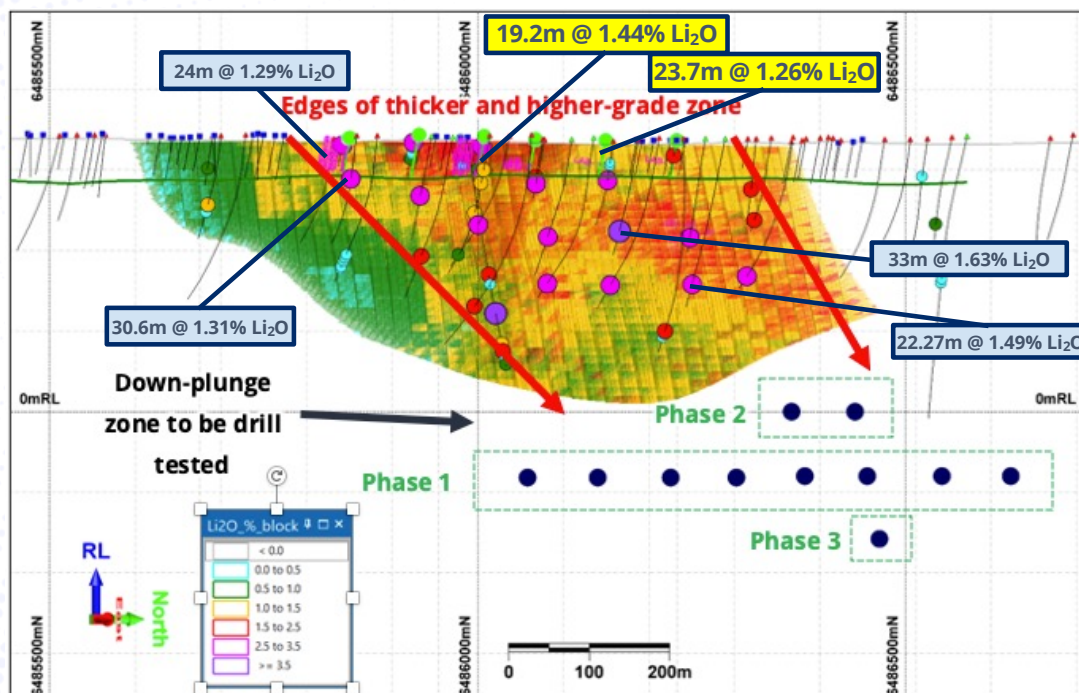 6485500mN
6486000mN
6486500mN
19.2m @ 1.44% Li₂O
24m @ 1.29% Li₂O
23.7m @ 1.26% Li₂O
Edges of thicker and higher-grade zone
33m @ 1.63% Li₂O
30.6m @ 1.31% Li₂O
22.27m @ 1.49% Li₂O
Down-plunge
zone to be drill
tested
0mRL
0mRL
Phase 2
Phase 1
Phase 3
Li2O_%_block
< 0.0
0.0 to 0.5
0.5 to 1.0
1.0 to 1.5
1.5 to 2.5
2.5 to 3.5
>= 3.5
RL
North
0 100 200m
6485500mN
6486000mN
6486500mN